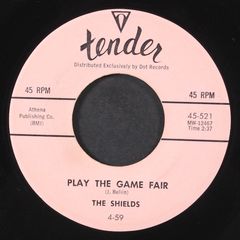 tender
Distributed Exclusively by Dot Records
45 RPM
45 RPM
Athena
Publishing Co.
(BMI)
45-521
MW-12467
Time 2:37
PLAY THE GAME FAIR
(J. Bellin)
THE SHIELDS
4-59